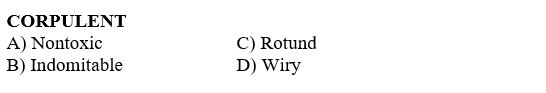 CORPULENT
A) Nontoxic C) Rotund
B) Indomitable D) Wiry